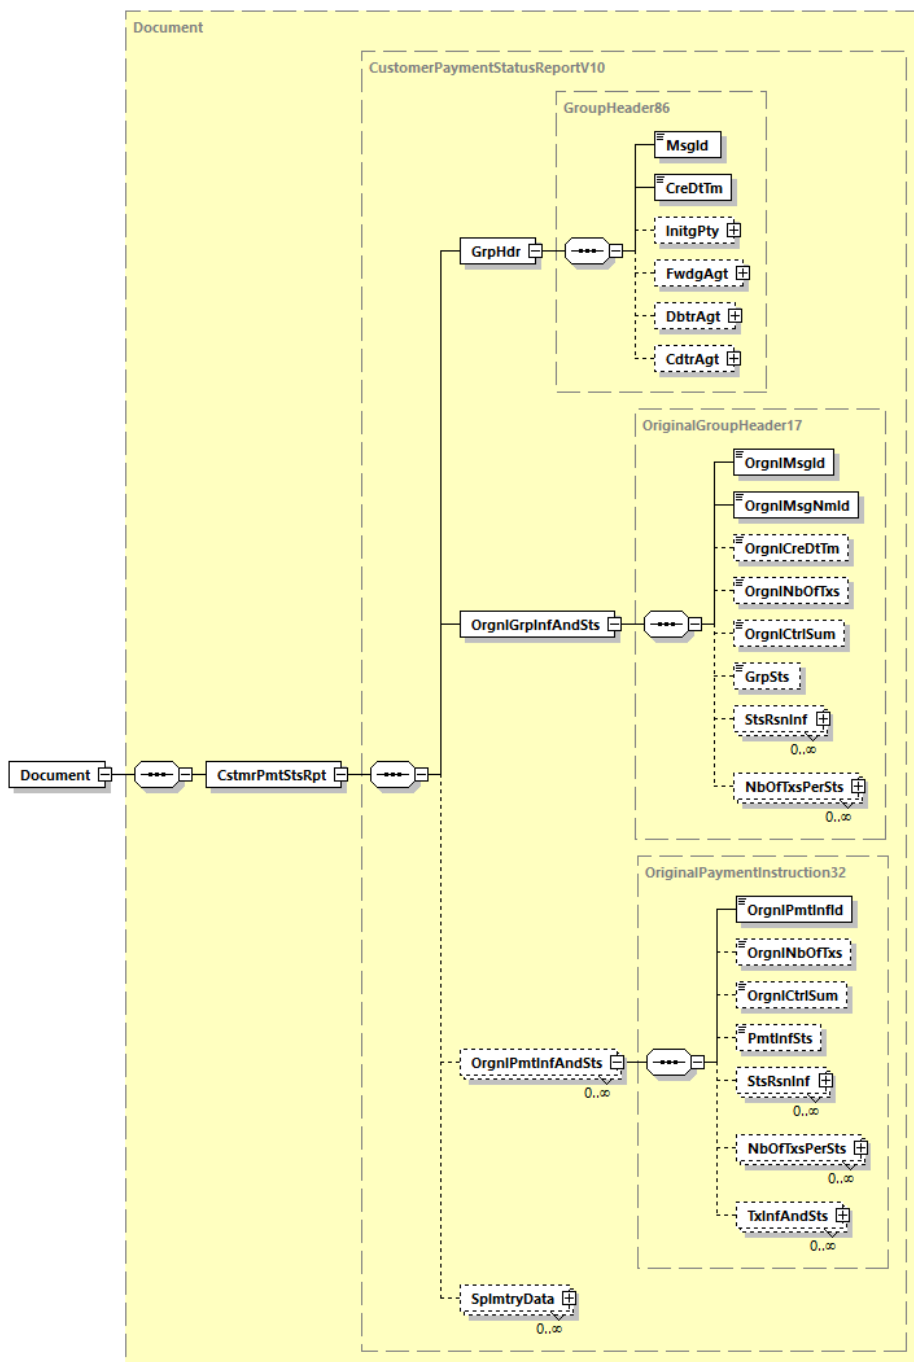 Document
CustomerPaymentStatusReportV10
GroupHeader86
MsgId
CreDtTm
InitgPty
GrpHdr
FwdgAgt
DbtrAgt
CdtrAgt
OriginalGroupHeader17
OrgnlMsgId
OrgnlMsgNmId
OrgnlCreDtTm
OrgnlNbOfTxs
OrgnlGrpInfAndSts
OrgnlCtrlSum
GrpSts
StsRsnInf
0..∞
Document
CstmrPmtStsRpt
NbOfTxsPerSts
0..∞
OriginalPaymentInstruction32
OrgnlPmtInfId
OrgnlNbOfTxs
OrgnlCtrlSum
PmtInfSts
OrgnlPmtInfAndSts
0..∞
StsRsnInf
0..∞
NbOfTxsPerSts
0..∞
TxInfAndSts
0..∞
SplmtryData
0..∞